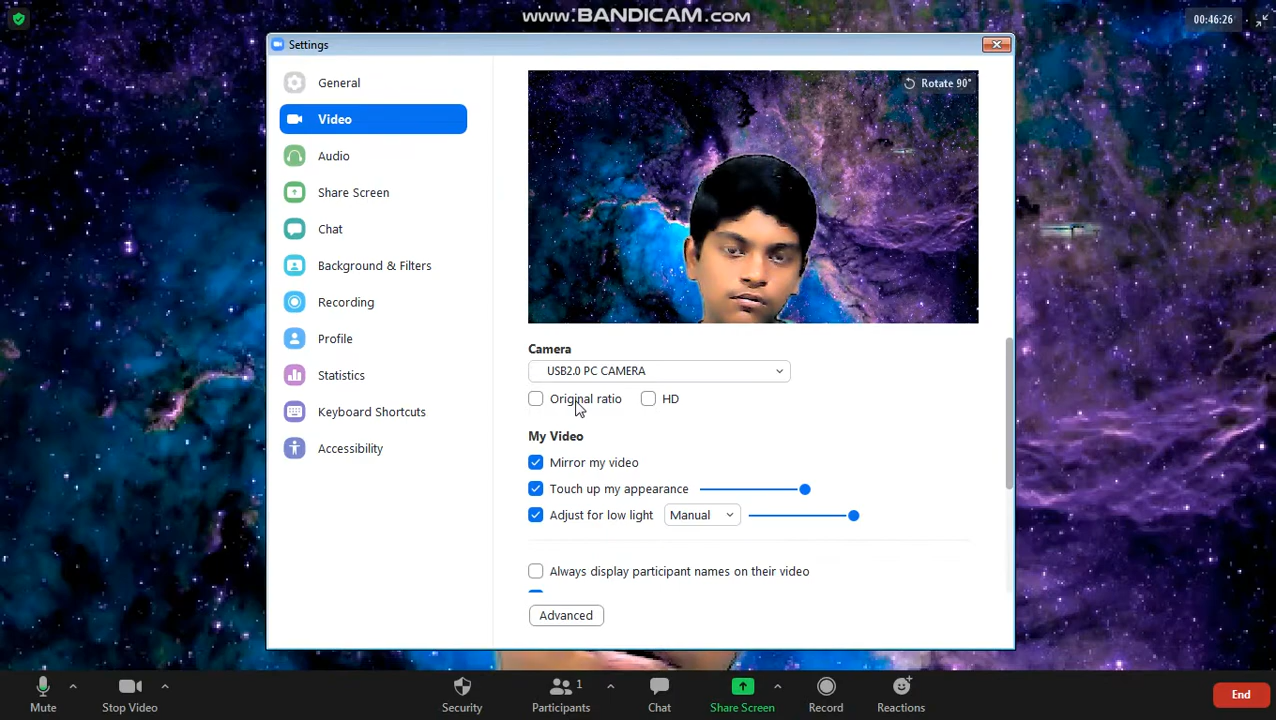 www.BANDICAM.com
00:46:26
Settings
General
Video
Audio
Share Screen
Chat
Background & Filters
Recording
Profile
Statistics
Keyboard Shortcuts
Accessibility
Rotate 90°
Camera
USB2.0 PC CAMERA
Original ratio HD
My Video
Mirror my video
Touch up my appearance
Adjust for low light Manual
Always display participant names on their video
Advanced
Mute
Stop Video
Security
1
Participants
Chat
Share Screen
Record
Reactions
End